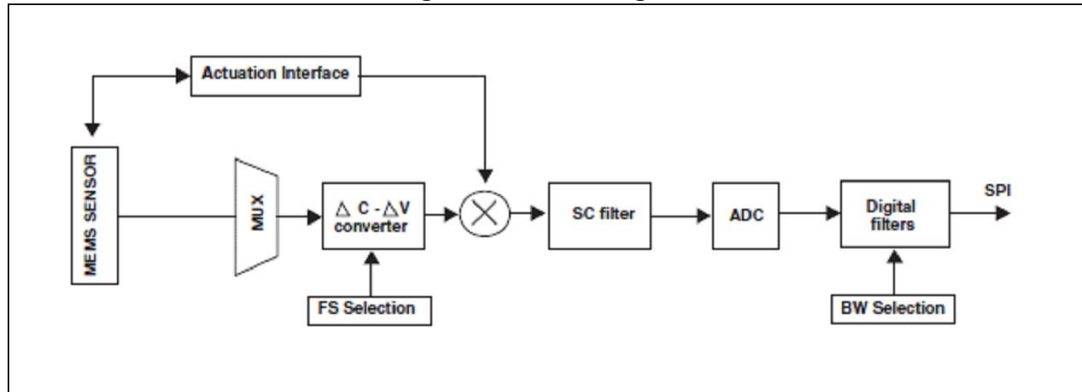 Actuation Interface
MEMS SENSOR
MUX
△ C - △V
converter
SC filter
ADC
Digital
filters
SPI
FS Selection
BW Selection